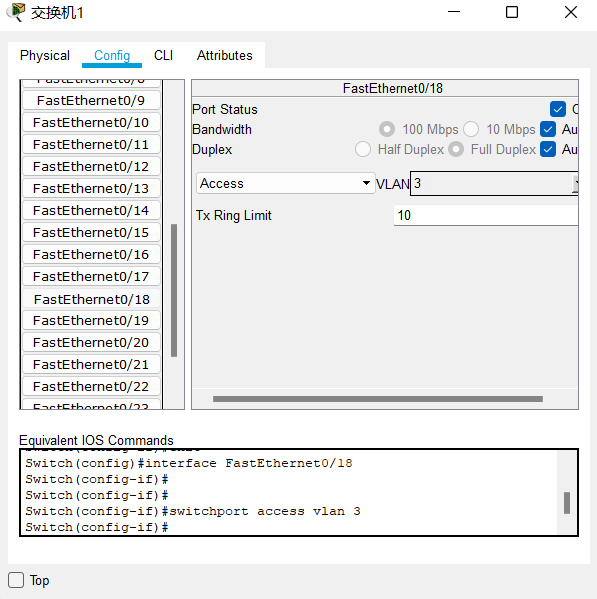 交换机1
Physical Config CLI Attributes
FastEthernet0/9
FastEthernet0/10
FastEthernet0/11
FastEthernet0/12
FastEthernet0/13
FastEthernet0/14
FastEthernet0/15
FastEthernet0/16
FastEthernet0/17
FastEthernet0/18
FastEthernet0/19
FastEthernet0/20
FastEthernet0/21
FastEthernet0/22
FastEthernet0/23
FastEthernet0/18
Port Status
Bandwidth 100 Mbps 10 Mbps Au
Duplex Half Duplex Full Duplex Au
Access VLAN 3
Tx Ring Limit 10
Equivalent IOS Commands
Switch(config)#interface FastEthernet0/18
Switch(config-if)#
Switch(config-if)#
Switch(config-if)#switchport access vlan 3
Switch(config-if)#
Top